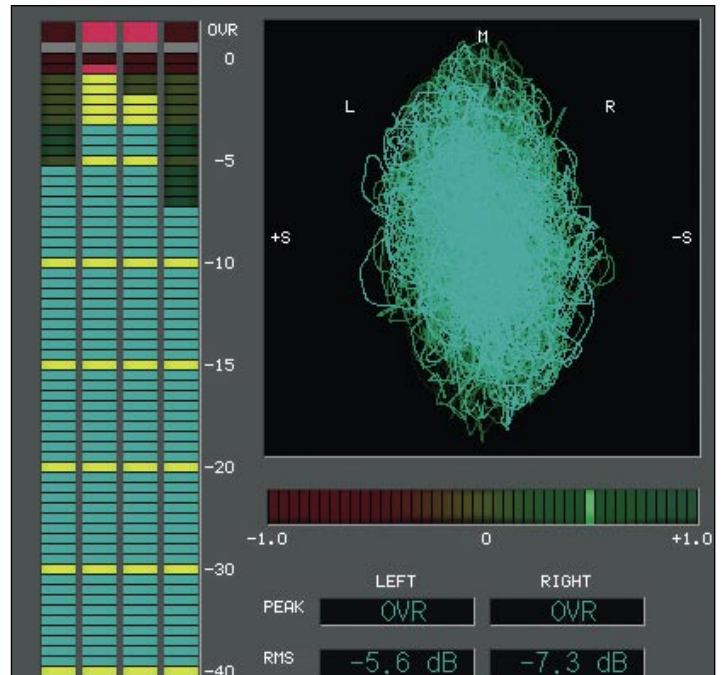 OVR
0
-5
-10
-15
-20
-30
-40
M
L R
+S -S
-1.0 0 +1.0
LEFT RIGHT
PEAK OVR OVR
RMS -5.6 dB -7.3 dB